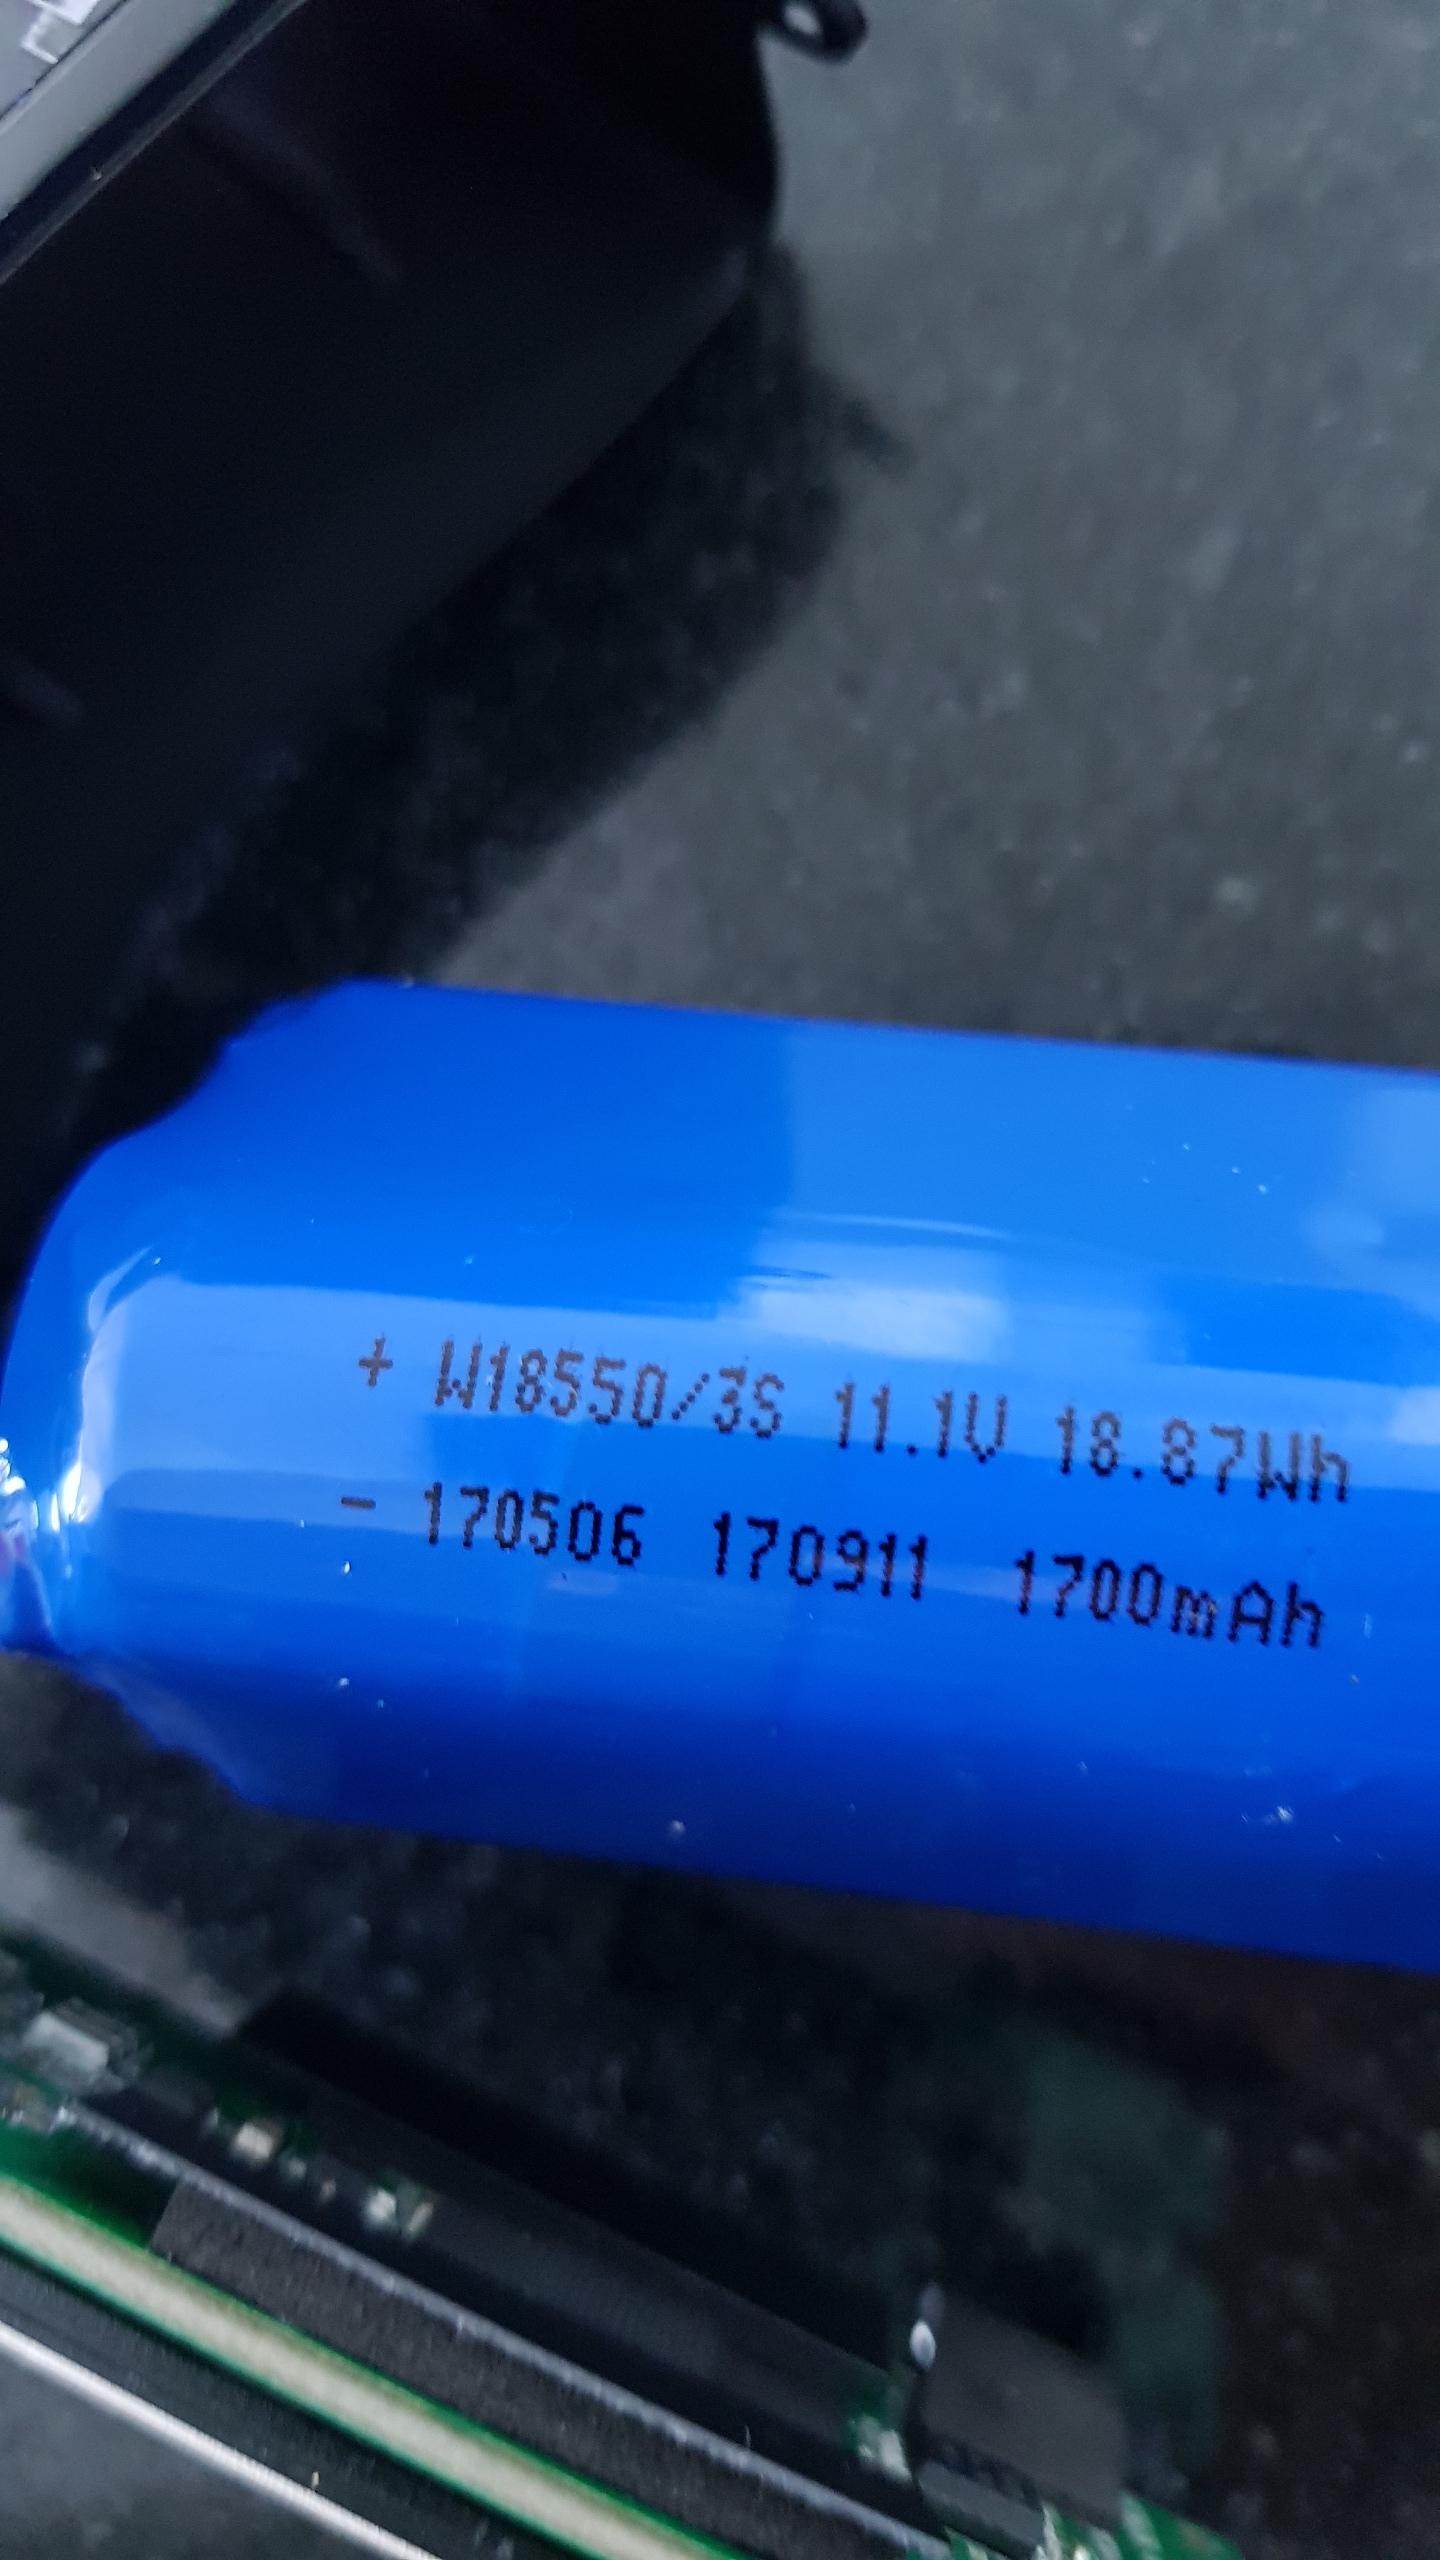 + W18550/3S 11.1V 18.87Wh
- 170506 170911 1700mAh